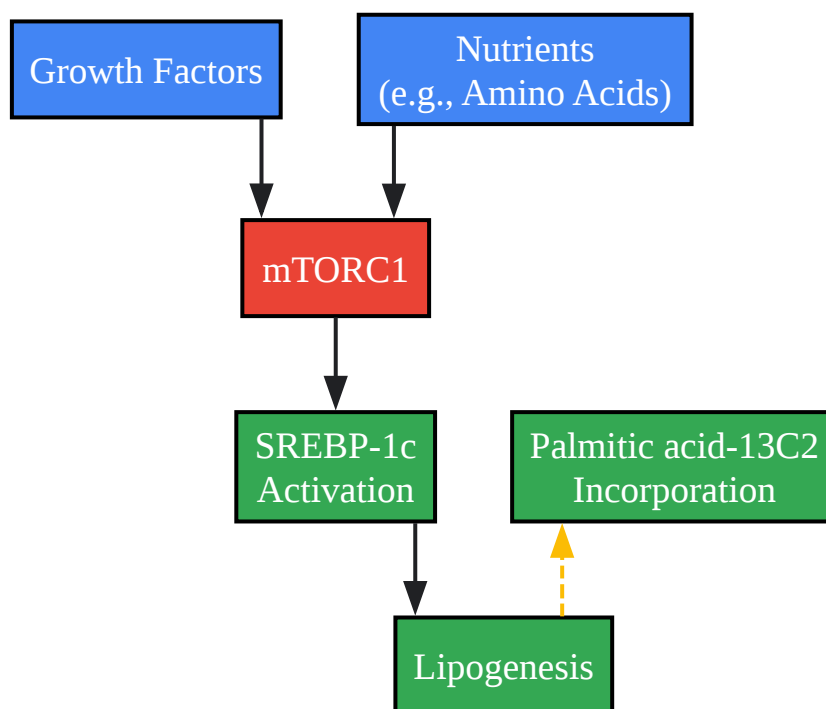 Growth Factors
Nutrients
(e.g., Amino Acids)
mTORC1
SREBP-1c
Activation
Palmitic acid-13C2
Incorporation
Lipogenesis